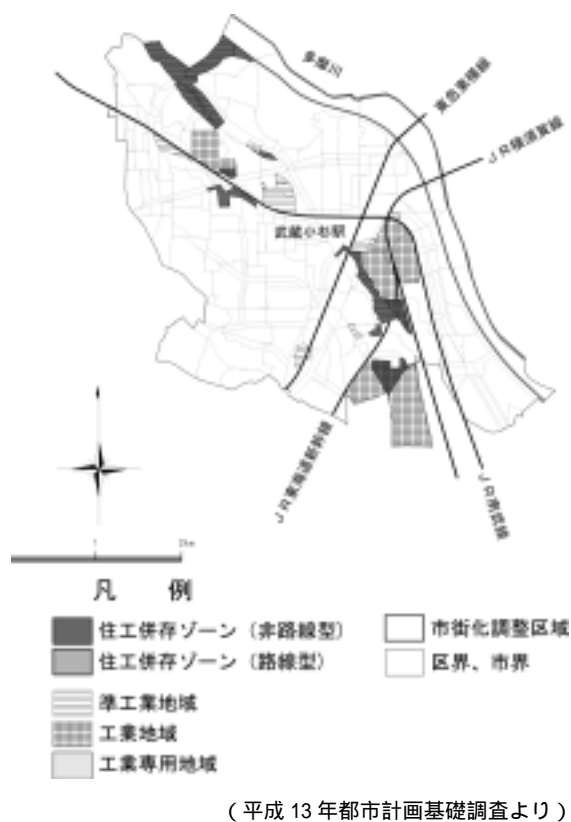 多摩川
東急東横線
JR横須賀線
武蔵小杉駅
JR東海道新幹線
JR南武線
凡 例
住工併存ゾーン（非路線型）
住工併存ゾーン（路線型）
準工業地域
工業地域
工業専用地域
市街化調整区域
区界、市界
（平成 13 年都市計画基礎調査より）